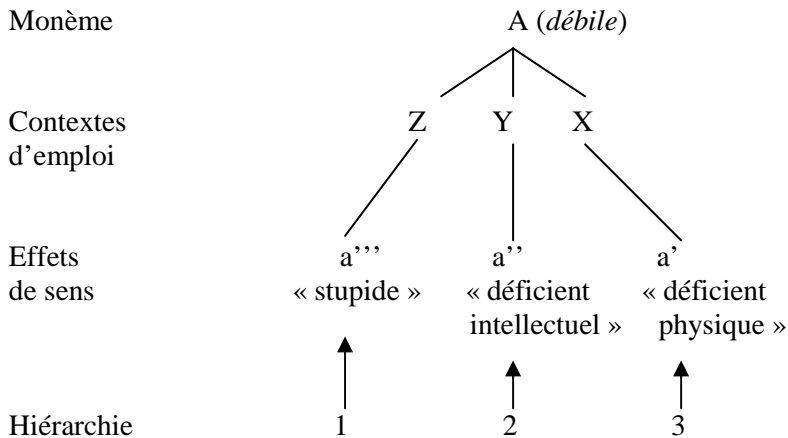 Monème A (débile)
Contextes Z Y X
d’emploi
Effets a’’’ a’’ a’
de sens « stupide » « déficient « déficient
intellectuel » physique »
Hiérarchie 1 2 3